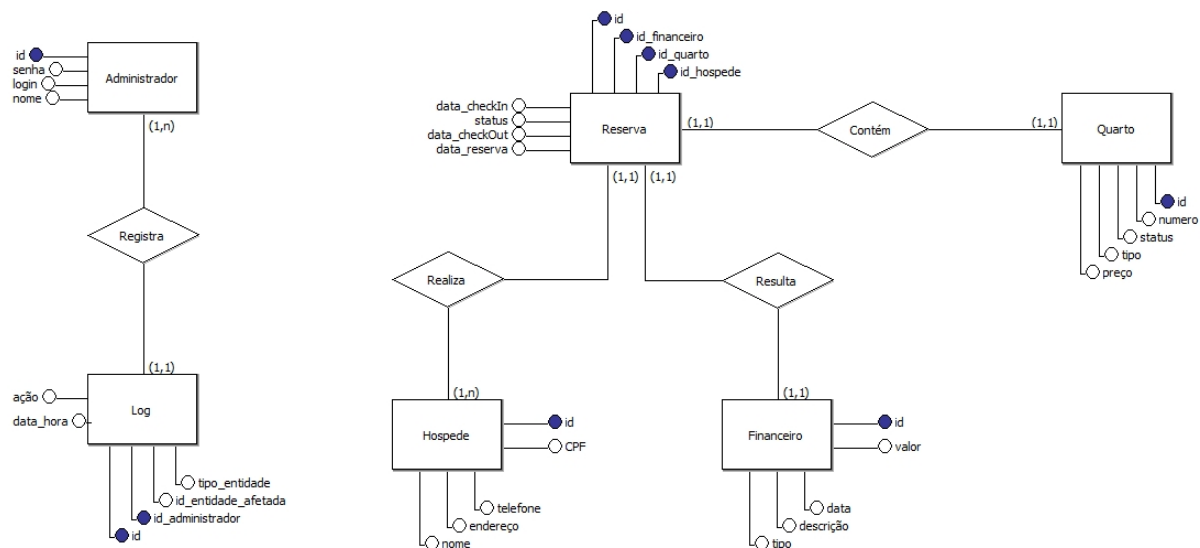 id
senha
login
nome
Administrador
(1,n)
Registra
(1,1)
ação
data_hora
Log
tipo_entidade
id_entidade_afetada
id_administrador
id
id
id_financeiro
id_quarto
id_hospede
data_checkIn
status
data_checkOut
data_reserva
Reserva
(1,1)
Contém
(1,1)
Quarto
id
numero
status
tipo
preço
(1,1)
(1,1)
Realiza
Resulta
(1,n)
Hospede
id
CPF
telefone
endereço
nome
(1,1)
Financeiro
id
valor
data
descrição
tipo